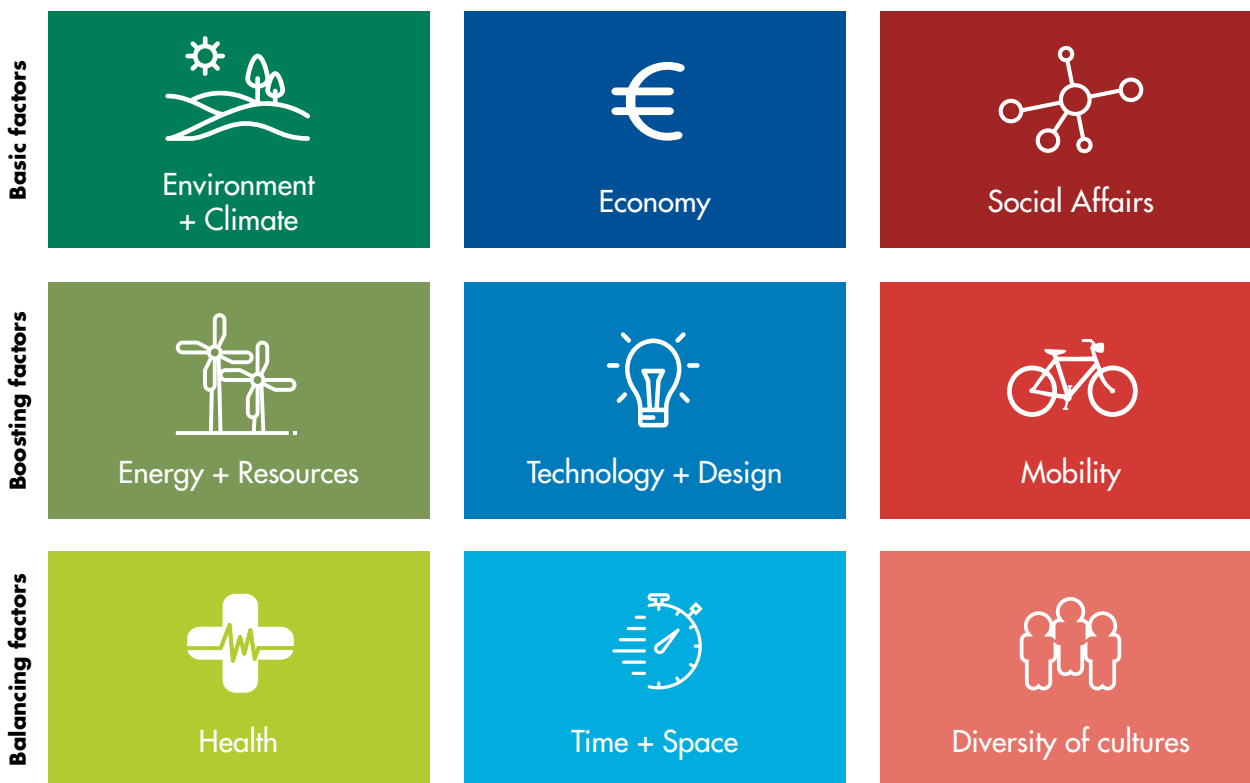 Basic factors
Environment
+ Climate
€
Economy
Social Affairs
Boosting factors
Energy + Resources
Technology + Design
Mobility
Balancing factors
Health
Time + Space
Diversity of cultures